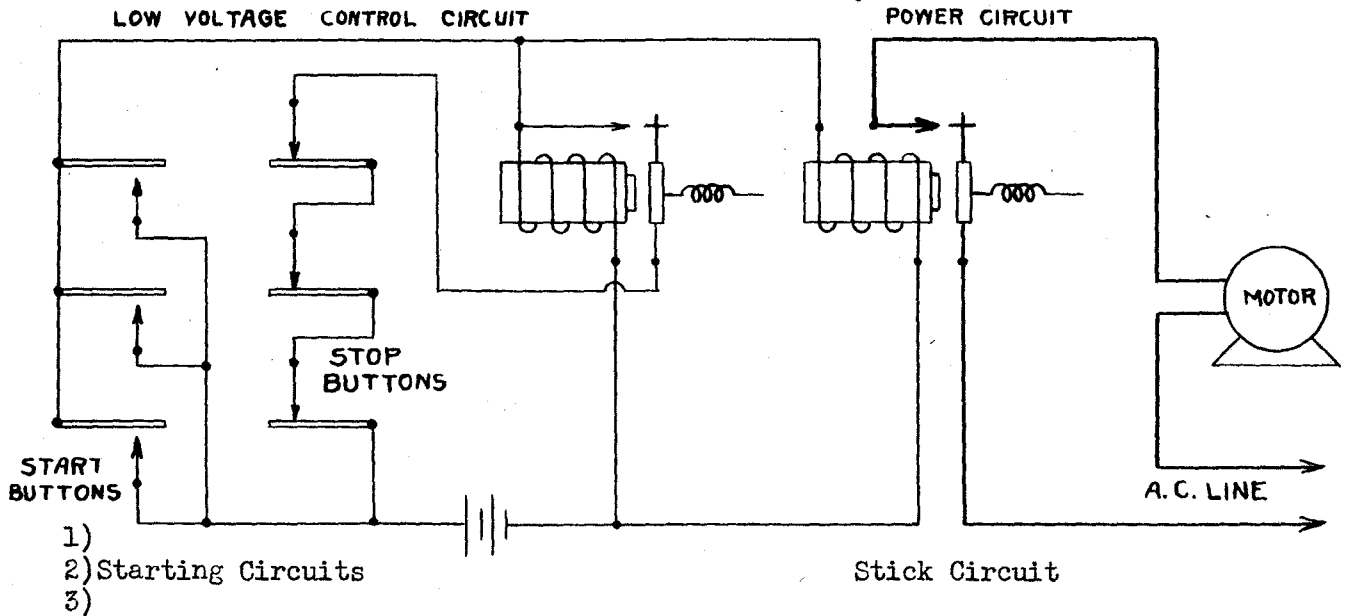 LOW VOLTAGE CONTROL CIRCUIT
POWER CIRCUIT
MOTOR
STOP
BUTTONS
START
BUTTONS
A.C. LINE
1)
2)Starting Circuits
3)
Stick Circuit